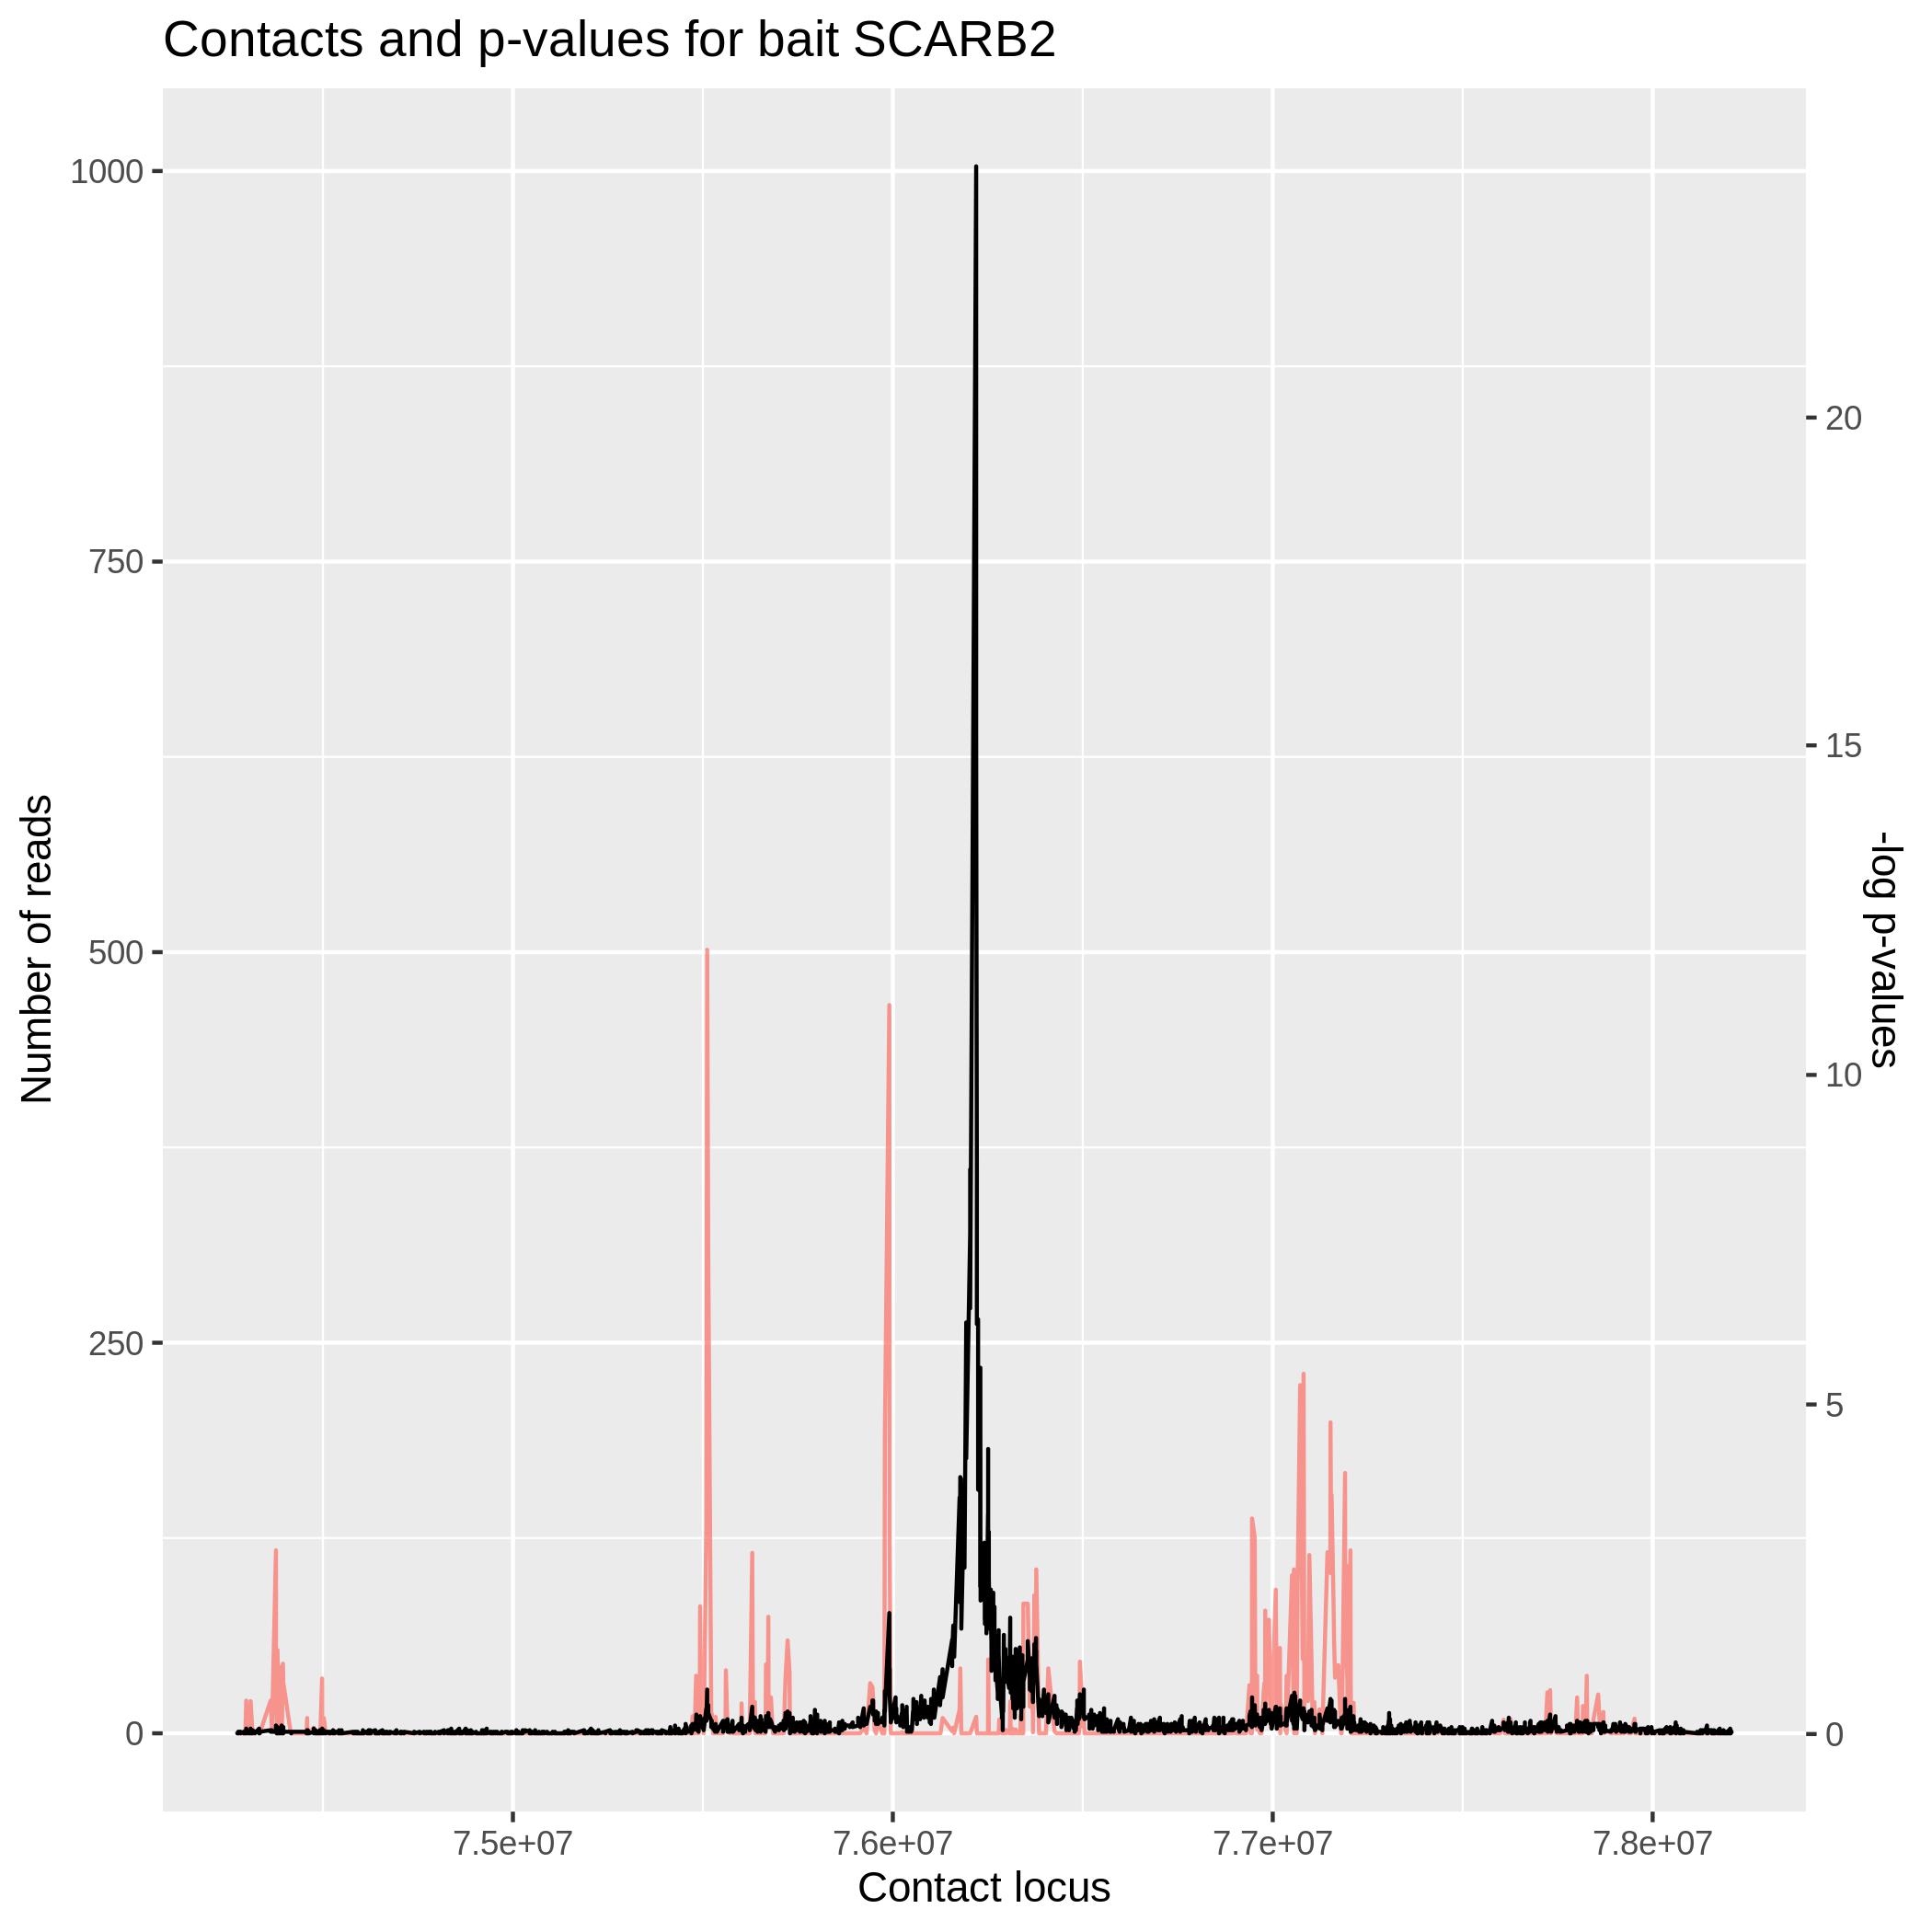 Contacts and p-values for bait SCARB2
1000
750
500
250
0
Number of reads
20
15
10
5
0
-log p-values
7.5e+07
7.6e+07
7.7e+07
7.8e+07
Contact locus